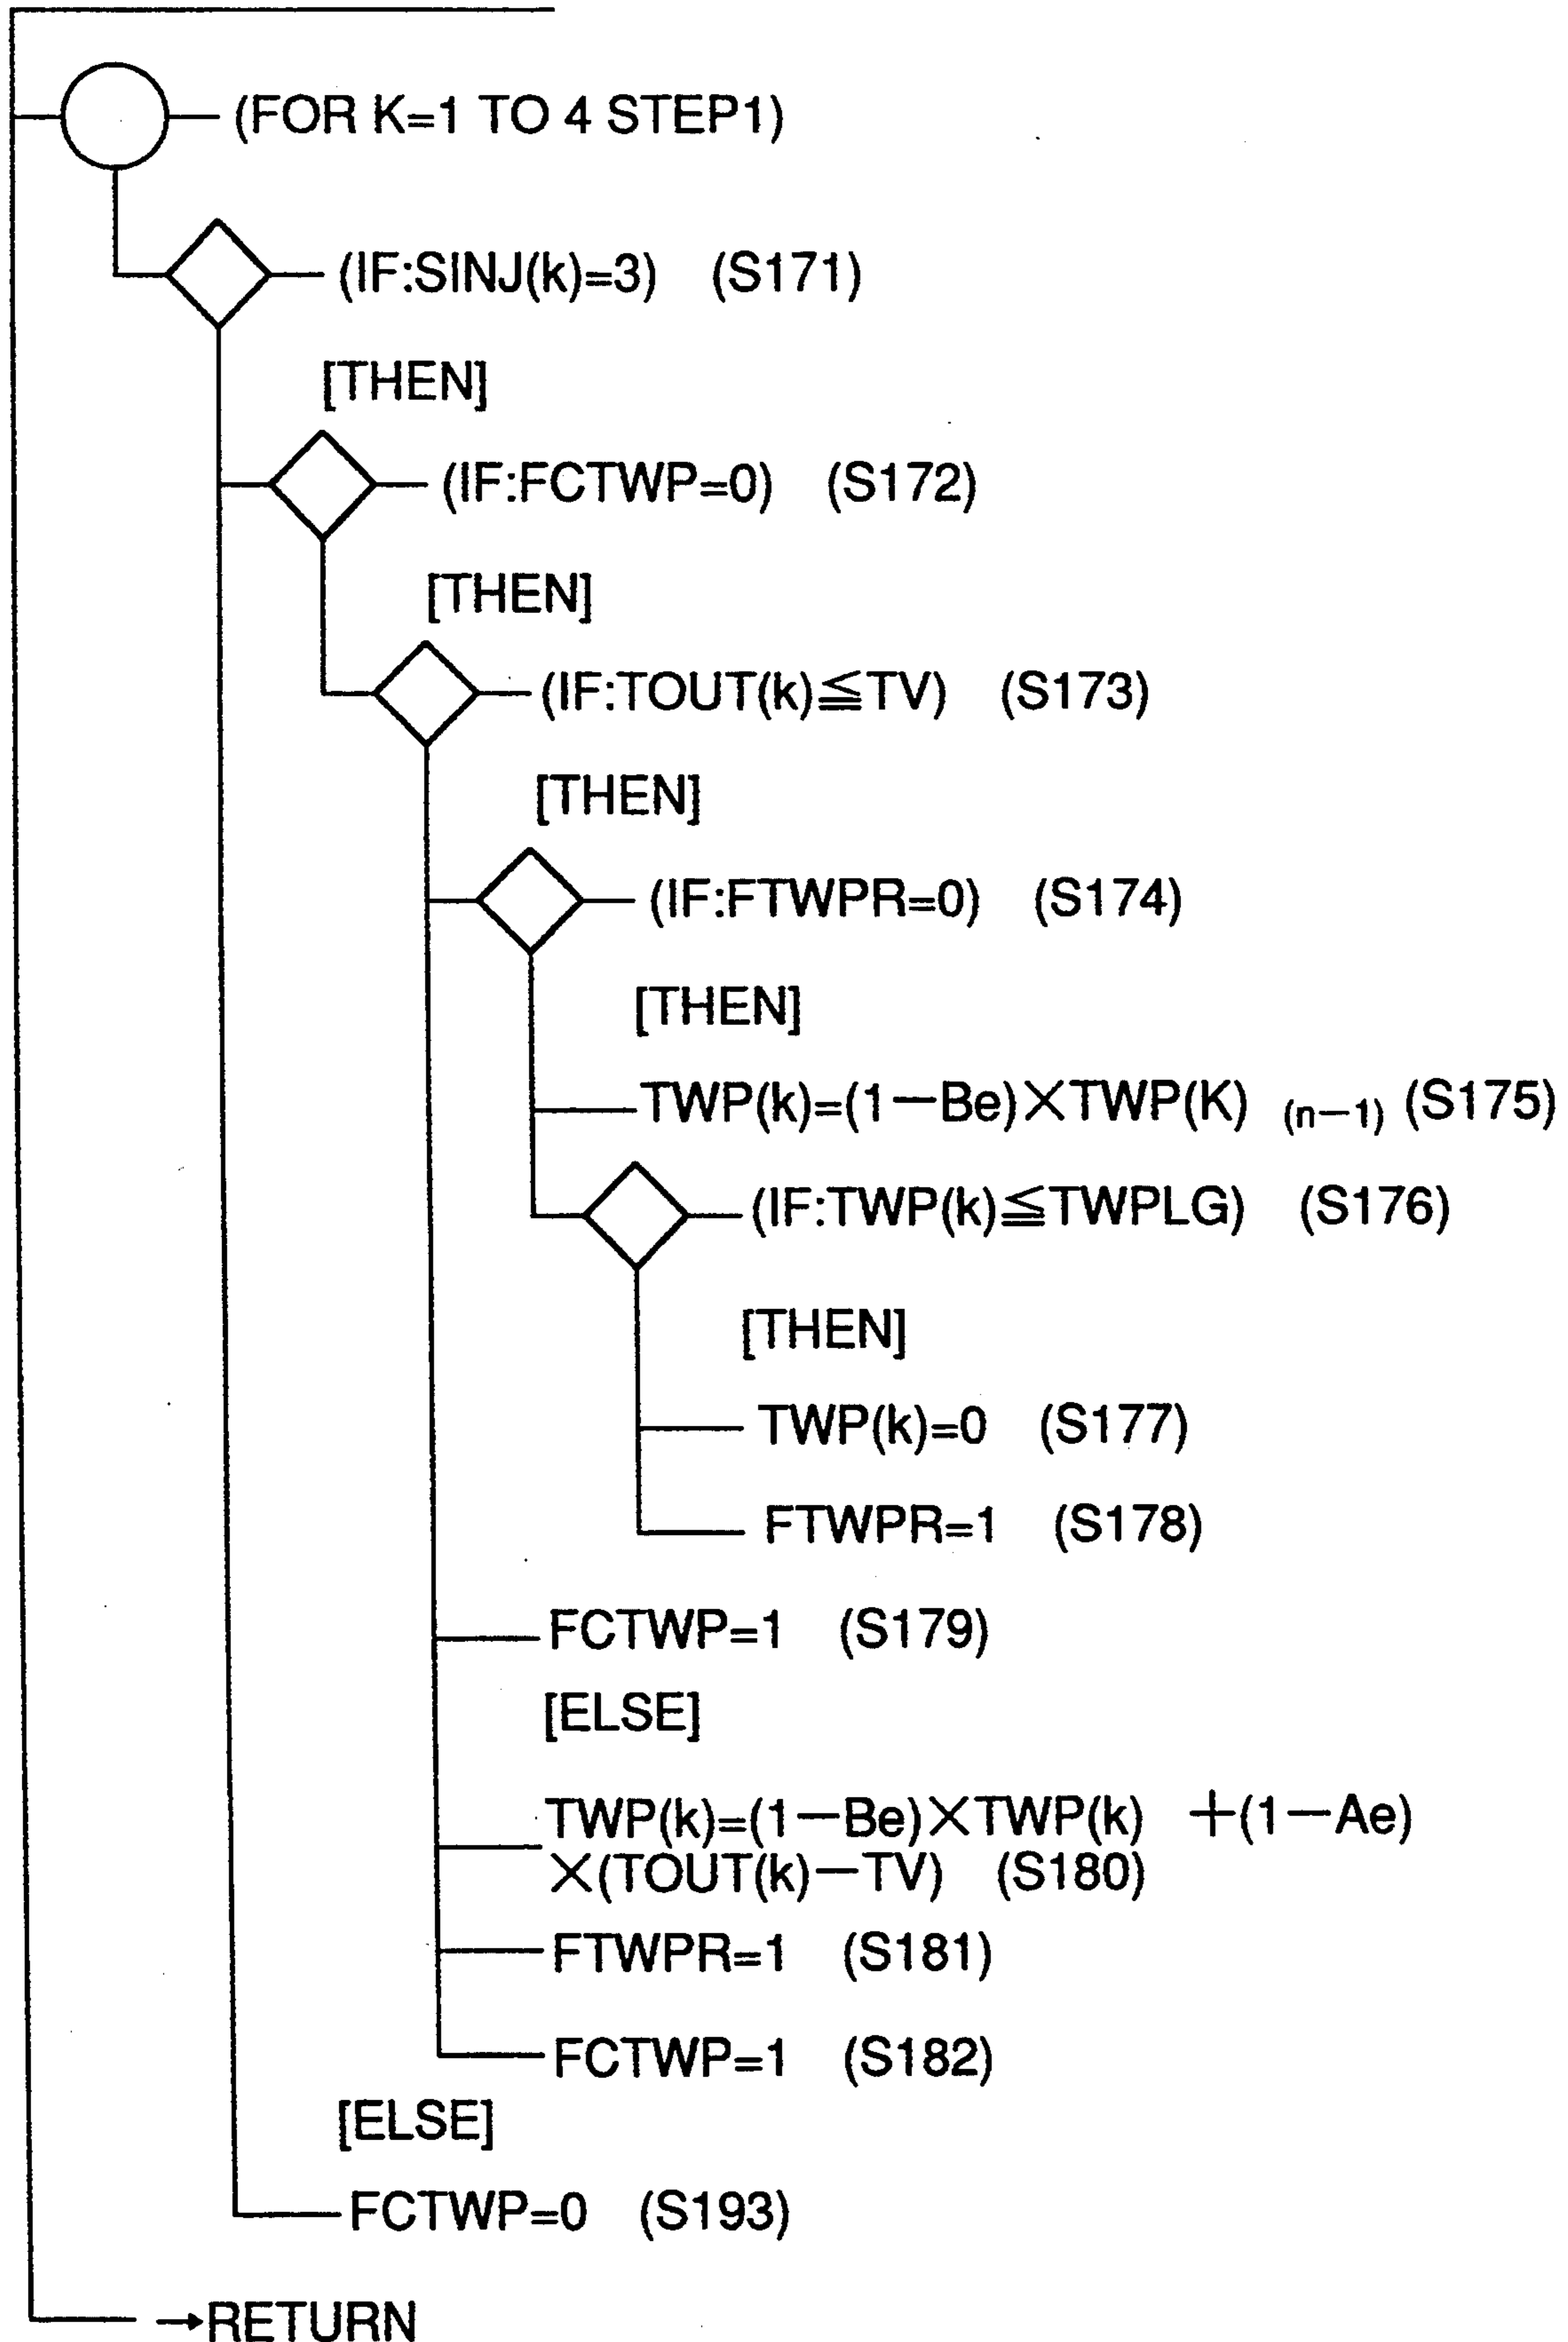 (FOR K=1 TO 4 STEP1)
(IF:SINJ(k)=3) (S171)
[THEN]
(IF:FCTWP=0) (S172)
[THEN]
(IF:TOUT(k)≦TV) (S173)
[THEN]
(IF:FTWPR=0) (S174)
[THEN]
TWP(k)=(1—Be)×TWP(K) (n—1) (S175)
(IF:TWP(k)≦TWPLG) (S176)
[THEN]
TWP(k)=0 (S177)
FTWPR=1 (S178)
FCTWP=1 (S179)
[ELSE]
TWP(k)=(1—Be)×TWP(k) +(1—Ae)
×(TOUT(k)—TV) (S180)
FTWPR=1 (S181)
FCTWP=1 (S182)
[ELSE]
FCTWP=0 (S193)
→RETURN